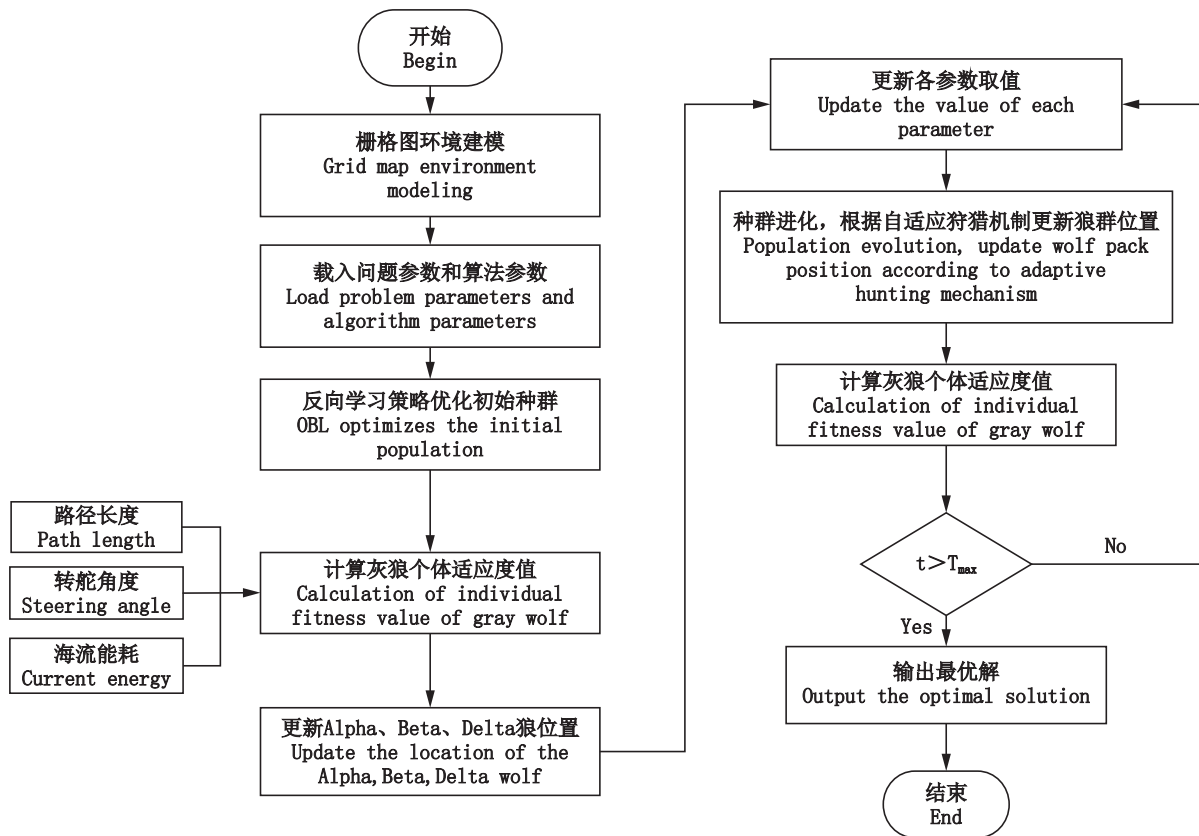 开始
Begin
栅格图环境建模
Grid map environment
modeling
载入问题参数和算法参数
Load problem parameters and
algorithm parameters
反向学习策略优化初始种群
OBL optimizes the initial
population
路径长度
Path length
转舵角度
Steering angle
海流能耗
Current energy
计算灰狼个体适应度值
Calculation of individual
fitness value of gray wolf
更新Alpha、Beta、Delta狼位置
Update the location of the
Alpha,Beta,Delta wolf
更新各参数取值
Update the value of each
parameter
种群进化，根据自适应狩猎机制更新狼群位置
Population evolution, update wolf pack
position according to adaptive
hunting mechanism
计算灰狼个体适应度值
Calculation of individual
fitness value of gray wolf
t＞Tmax
No
Yes
输出最优解
Output the optimal solution
结束
End